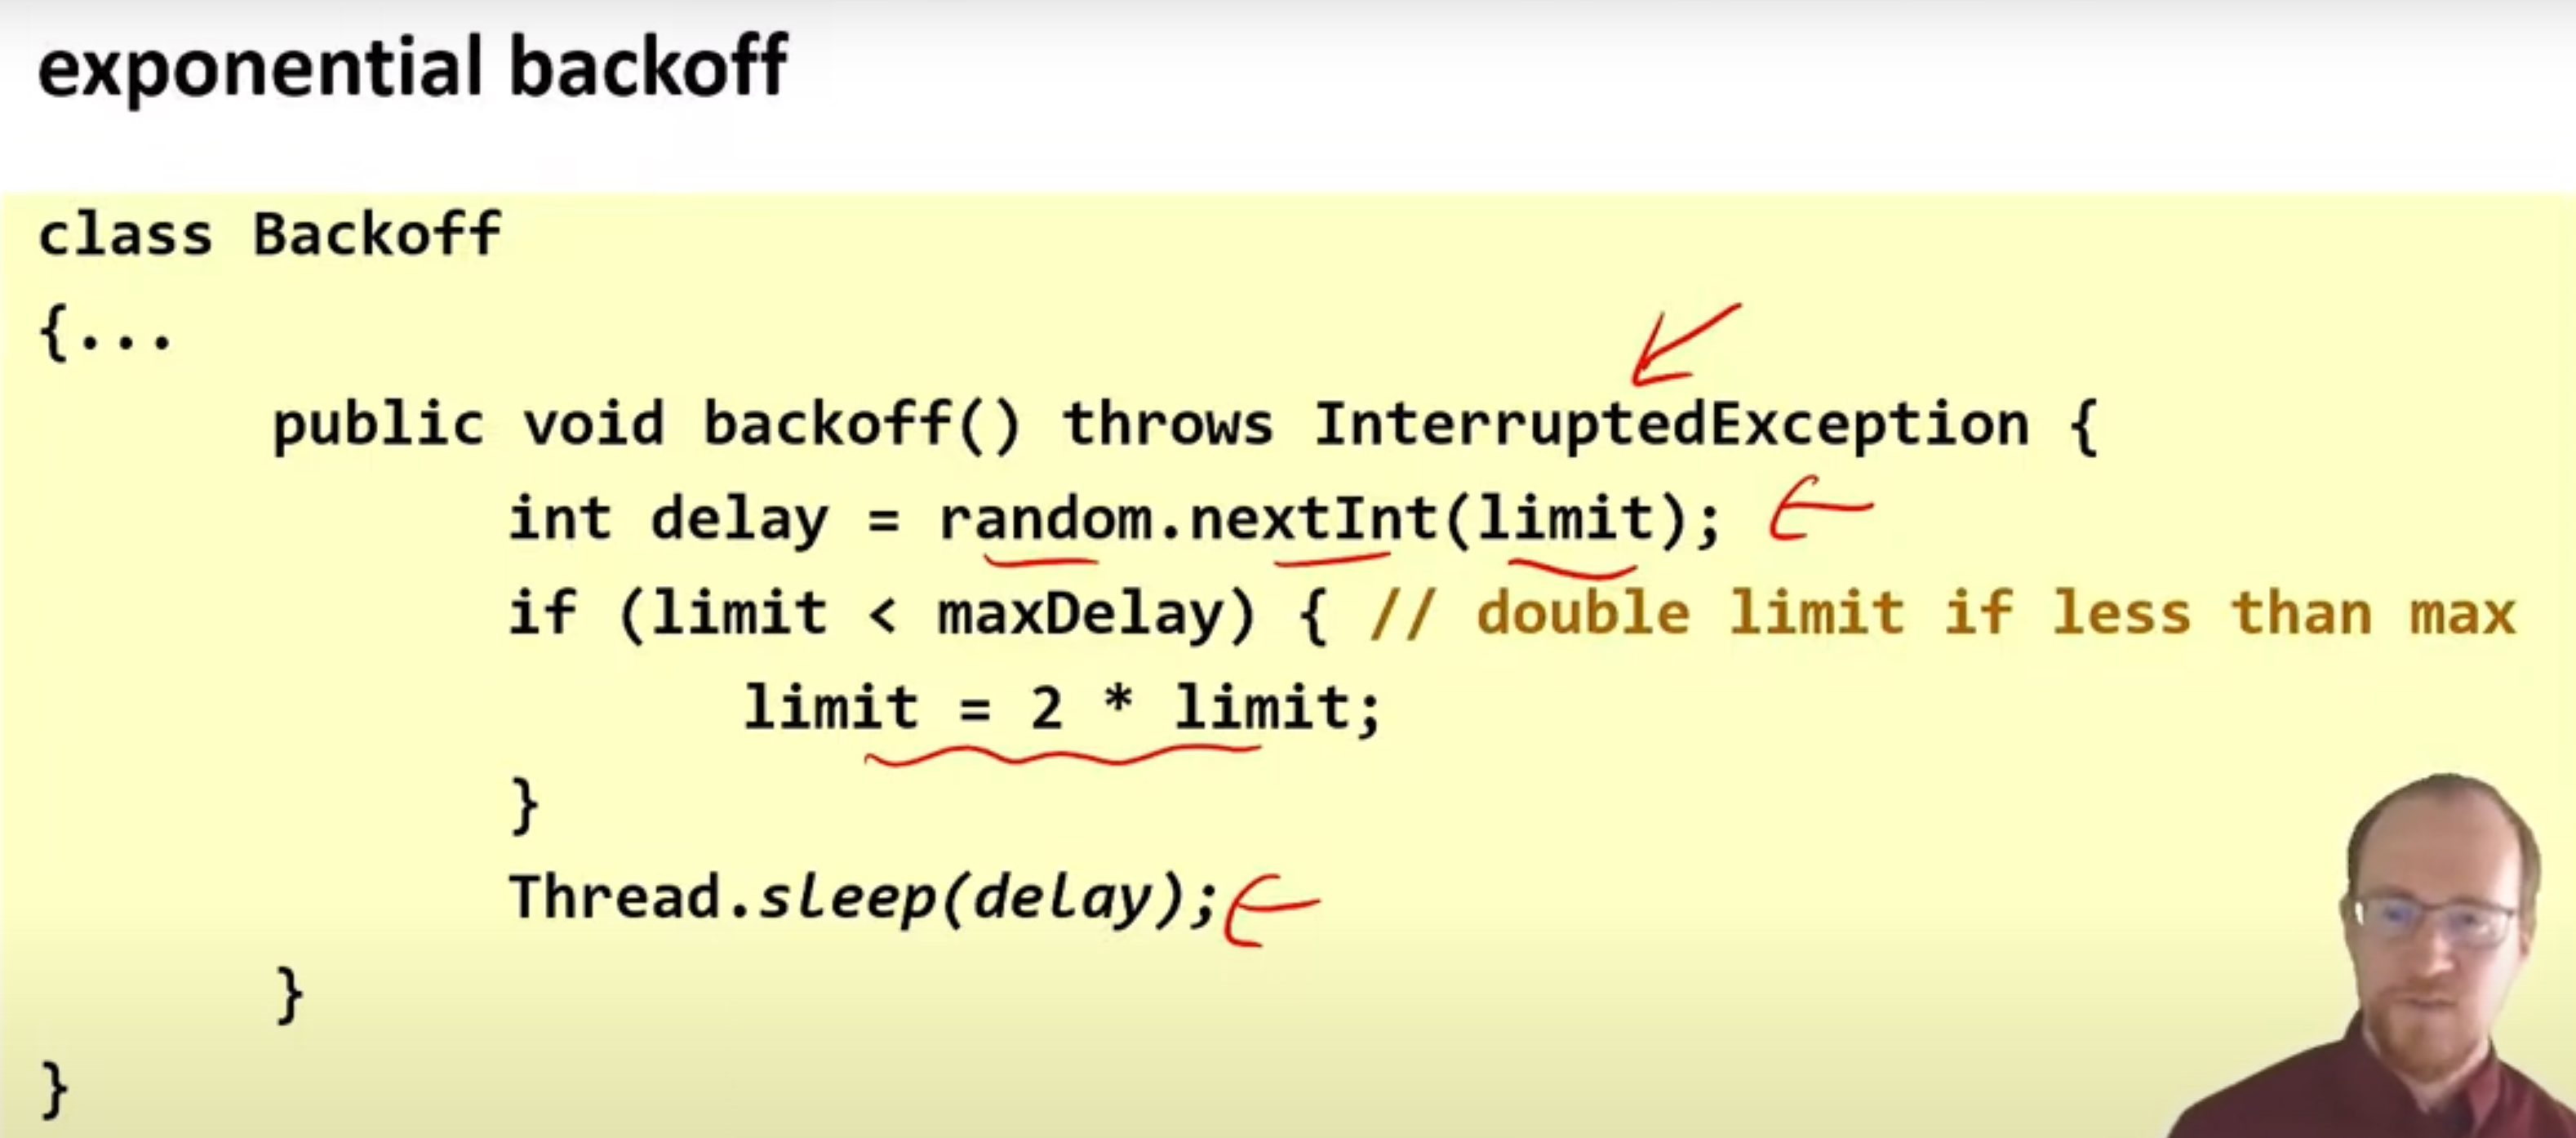 exponential backoff
class Backoff
{...
public void backoff() throws InterruptedException {
int delay = random.nextInt(limit);
if (limit < maxDelay) { // double limit if less than max
limit = 2 * limit;
}
Thread.sleep(delay);
}
}